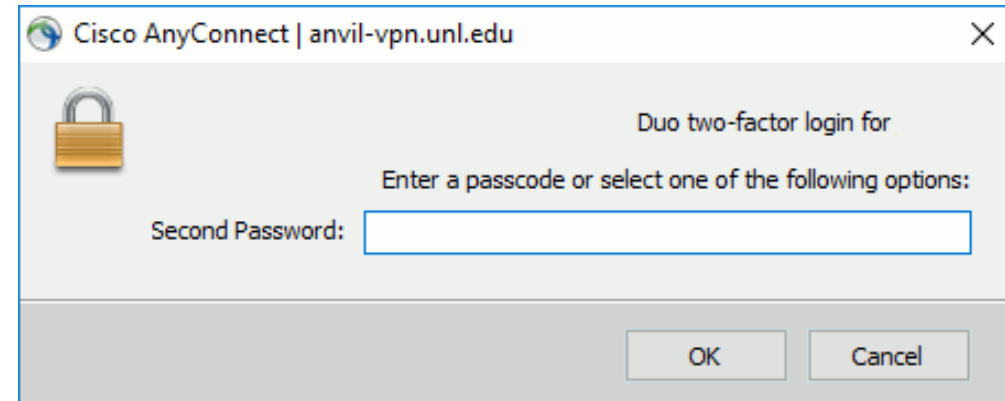 Cisco AnyConnect | anvil-vpn.unl.edu
Duo two-factor login for
Enter a passcode or select one of the following options:
Second Password:
OK Cancel